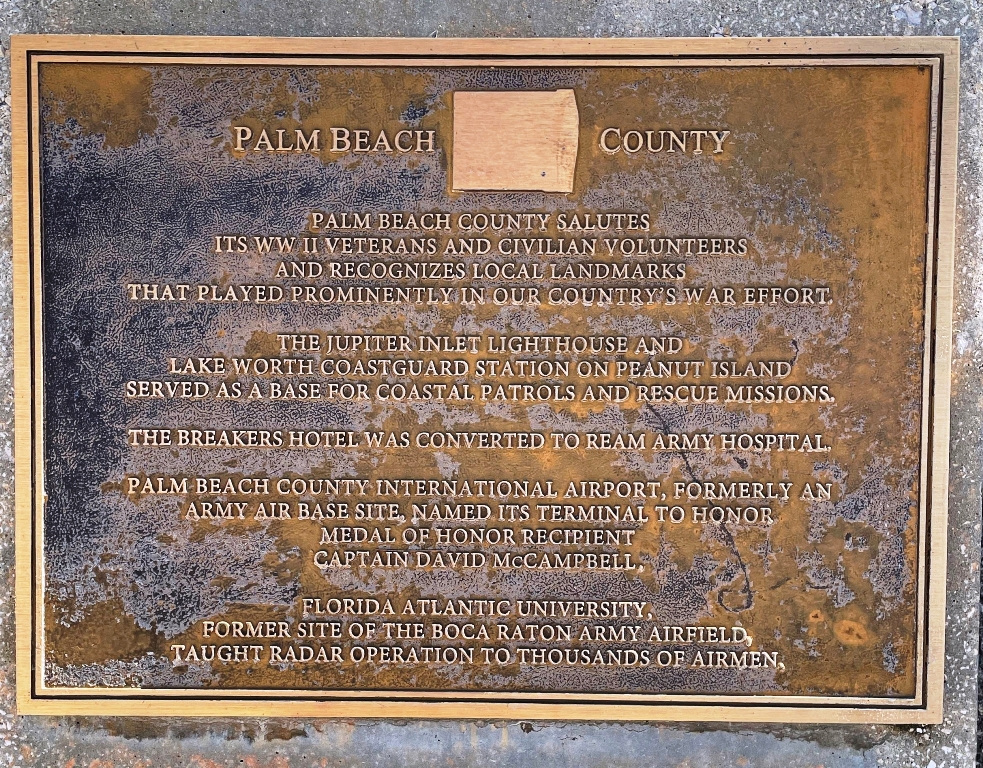 PALM BEACH COUNTY
PALM BEACH COUNTY SALUTES
ITS WW II VETERANS AND CIVILIAN VOLUNTEERS
AND RECOGNIZES LOCAL LANDMARKS
THAT PLAYED PROMINENTLY IN OUR COUNTRY'S WAR EFFORT.
THE JUPITER INLET LIGHTHOUSE AND
LAKE WORTH COASTGUARD STATION ON PEANUT ISLAND
SERVED AS A BASE FOR COASTAL PATROLS AND RESCUE MISSIONS.
THE BREAKERS HOTEL WAS CONVERTED TO REAM ARMY HOSPITAL.
PALM BEACH COUNTY INTERNATIONAL AIRPORT, FORMERLY AN
ARMY AIR BASE SITE, NAMED ITS TERMINAL TO HONOR
MEDAL OF HONOR RECIPIENT
CAPTAIN DAVID McCAMPBELL.
FLORIDA ATLANTIC UNIVERSITY,
FORMER SITE OF THE BOCA RATON ARMY AIRFIELD,
TAUGHT RADAR OPERATION TO THOUSANDS OF AIRMEN.